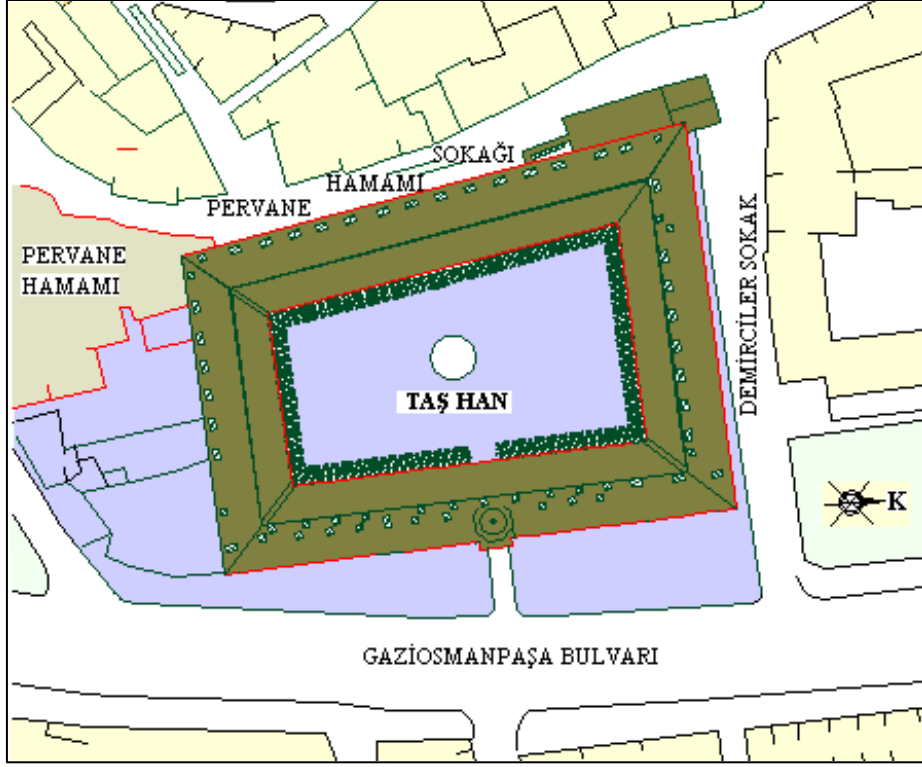 PERVANE HAMAMI SOKAĞI
PERVANE
HAMAMI
DEMİRCİLER SOKAK
TAŞ HAN
K
GAZİOSMANPAŞA BULVARI